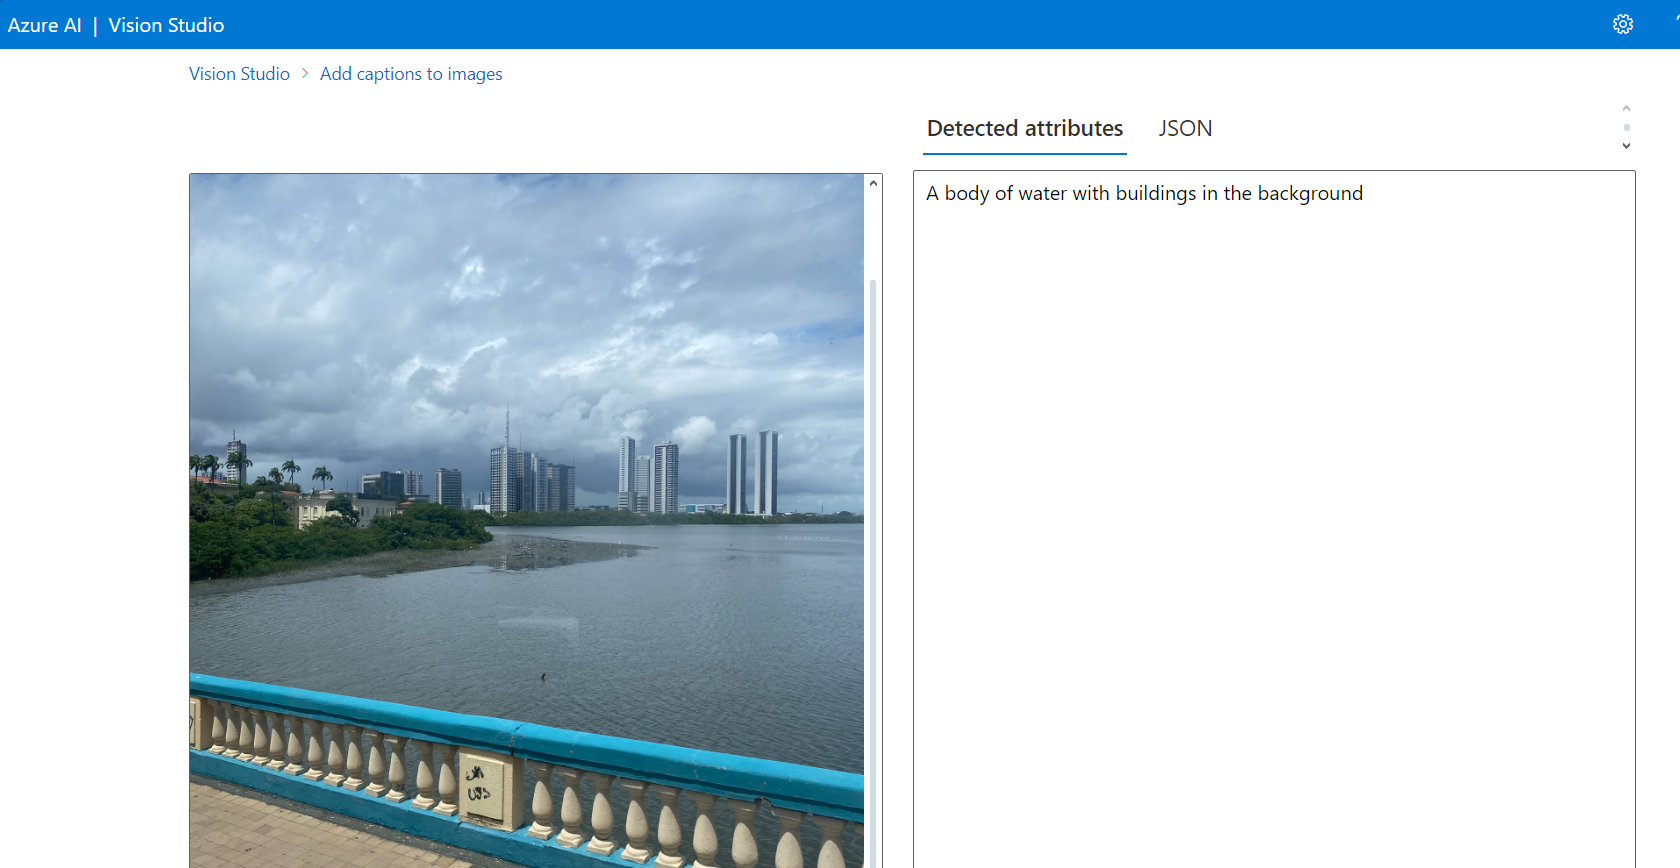 Azure AI | Vision Studio
Vision Studio > Add captions to images
Detected attributes JSON
A body of water with buildings in the background